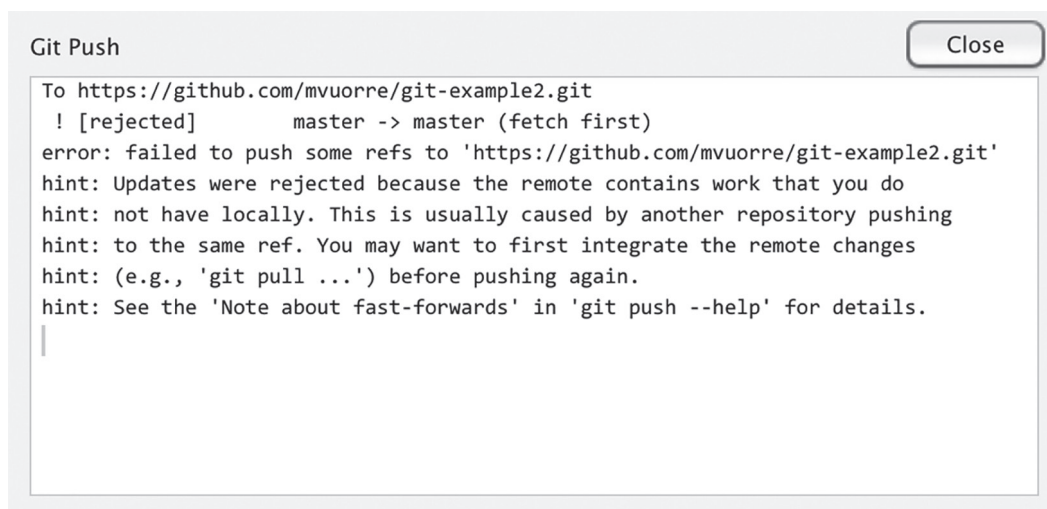 Git Push
Close
To https://github.com/mvuorre/git-example2.git
! [rejected] master -> master (fetch first)
error: failed to push some refs to 'https://github.com/mvuorre/git-example2.git'
hint: Updates were rejected because the remote contains work that you do
hint: not have locally. This is usually caused by another repository pushing
hint: to the same ref. You may want to first integrate the remote changes
hint: (e.g., 'git pull ...') before pushing again.
hint: See the 'Note about fast-forwards' in 'git push --help' for details.